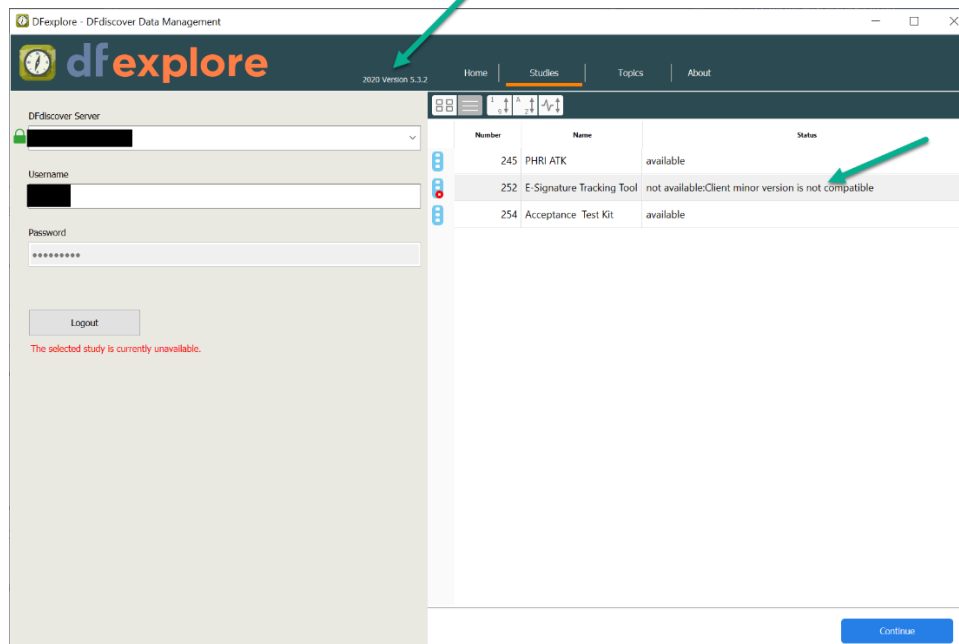 DFexplore - DFdiscover Data Management
dfexplore
2020 Version 5.3.2
Home Studies Topics About
DFdiscover Server
Username
Password
Logout
The selected study is currently unavailable.
Number Name Status
245 PHRI ATK available
252 E-Signature Tracking Tool not available:Client minor version is not compatible
254 Acceptance Test Kit available
Continue